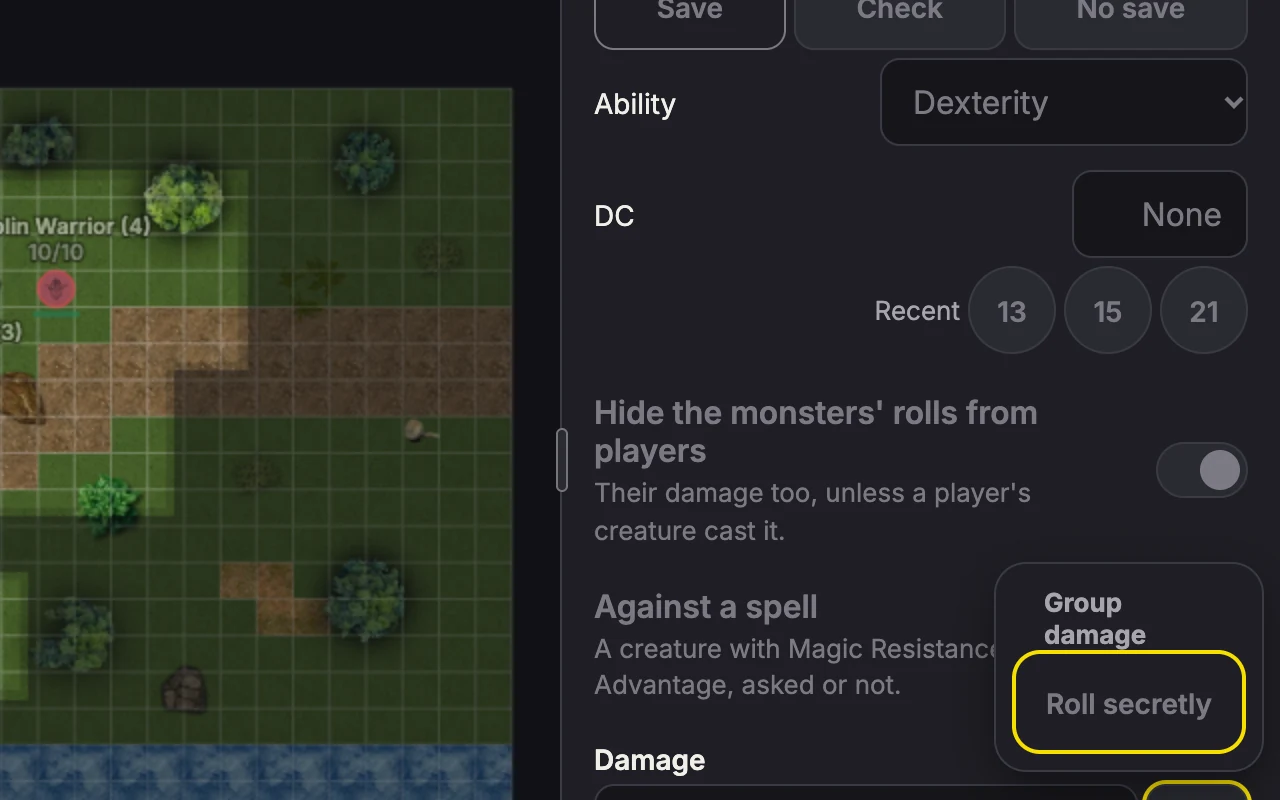 Save
Check
No save
Ability
Dexterity
DC
None
Recent
13
15
21
Hide the monsters' rolls from
players
Their damage too, unless a player's
creature cast it.
Against a spell
A creature with Magic Resistance
Advantage, asked or not.
Damage
Group
damage
Roll secretly
Warrior (4)
10/10
3)